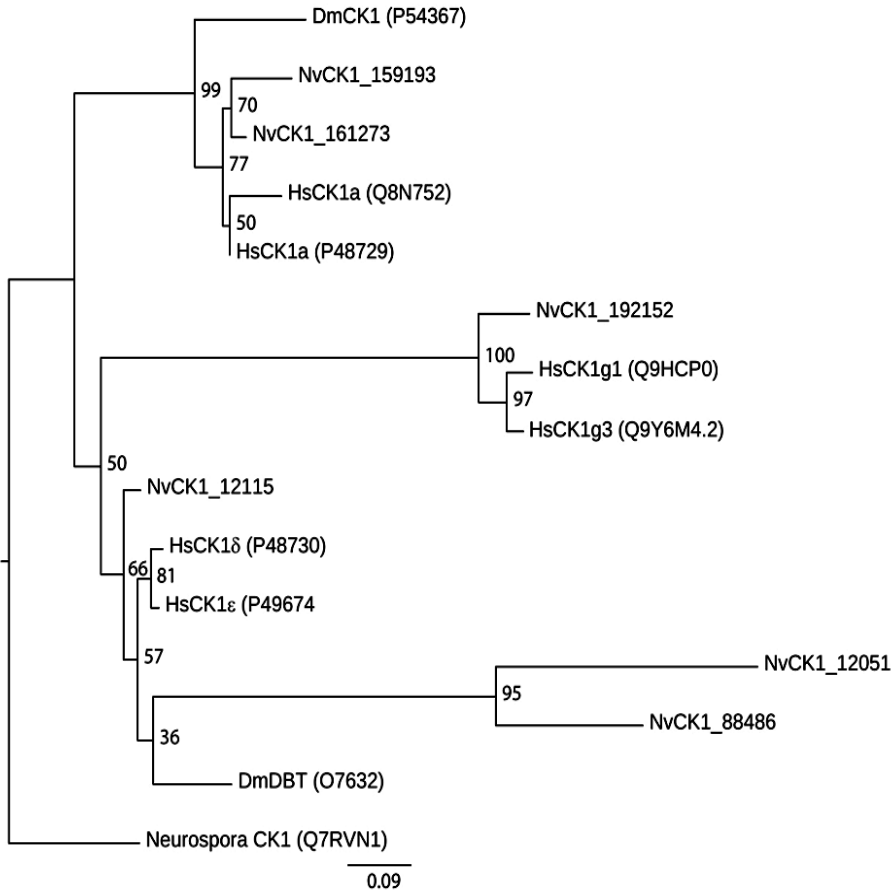 DmCK1 (P54367)
NvCK1_159193
99
70
NvCK1_161273
77
HsCK1a (Q8N752)
50
HsCK1a (P48729)
NvCK1_192152
100
HsCK1g1 (Q9HCP0)
97
HsCK1g3 (Q9Y6M4.2)
50
NvCK1_12115
HsCK1δ (P48730)
66
81
HsCK1ε (P49674
57
NvCK1_12051
95
NvCK1_88486
36
DmDBT (O7632)
Neurospora CK1 (Q7RVN1)
0.09